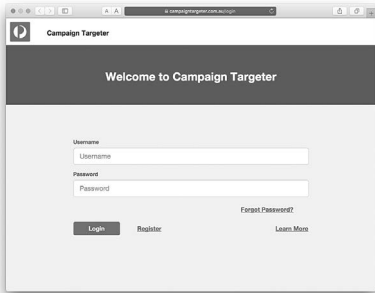 A A campaigntargeter.com.au/login
Campaign Targeter
Welcome to Campaign Targeter
Username
Username
Password
Password
Forgot Password?
Login Register Learn More